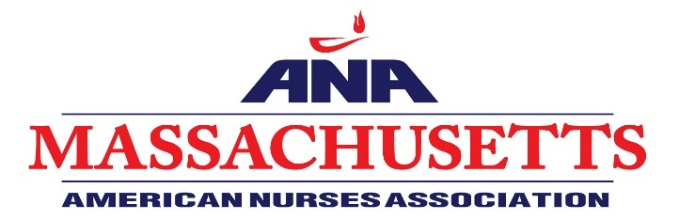 ANA
MASSACHUSETTS
AMERICAN NURSES ASSOCIATION